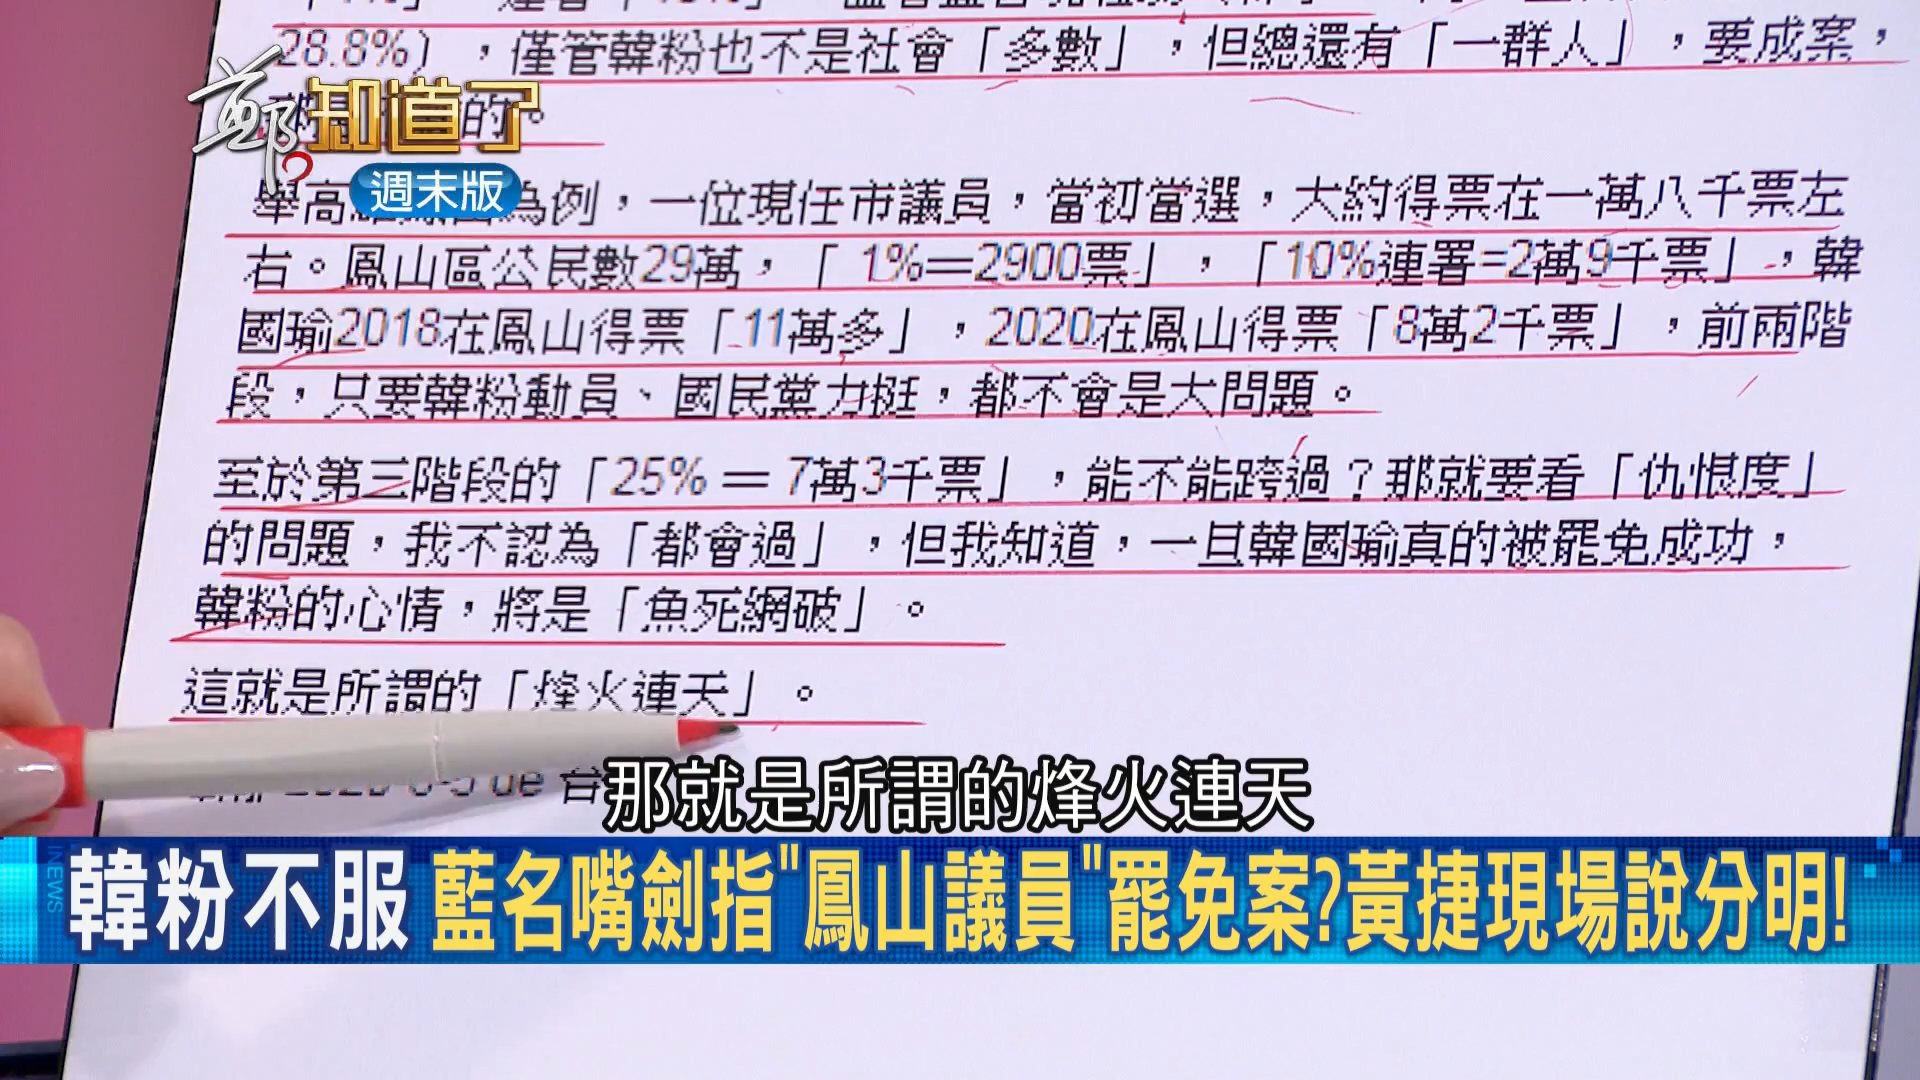 28.8%），僅管韓粉也不是社會「多數」，但總還有「一群人」，要成案，
的。
鄭知道了
週末版
舉高 為例，一位現任市議員，當初當選，大約得票在一萬八千票左
右。鳳山區公民數29萬，「 1%＝2900票」，「10%連署=2萬9千票」，韓
國瑜2018在鳳山得票「11萬多」，2020在鳳山得票「8萬2千票」，前兩階
段，只要韓粉動員、國民黨力挺，都不會是大問題。
至於第三階段的「25% ＝ 7萬3千票」，能不能跨過？那就要看「仇恨度」
的問題，我不認為「都會過」，但我知道，一旦韓國瑜真的被罷免成功，
韓粉的心情，將是「魚死網破」。
這就是所謂的「烽火連天」。
de 台
那就是所謂的烽火連天
INEWS
韓粉不服 藍名嘴劍指"鳳山議員"罷免案?黃捷現場說分明!